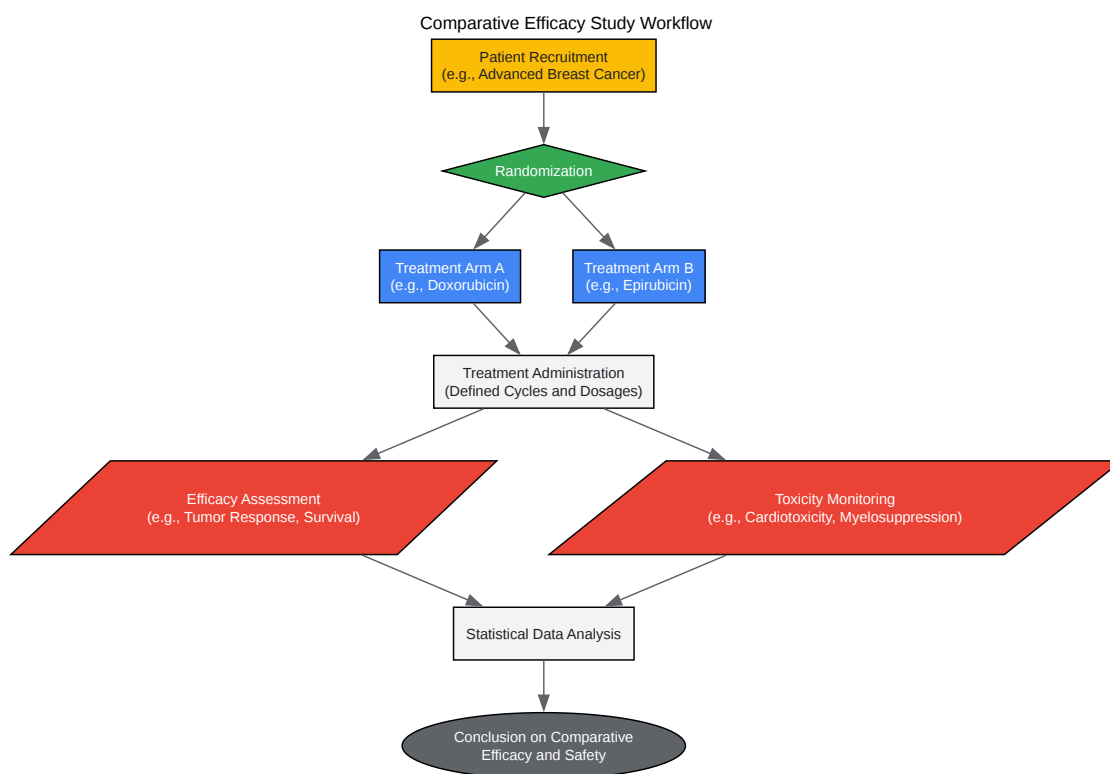 Comparative Efficacy Study Workflow
Patient Recruitment
(e.g., Advanced Breast Cancer)
Randomization
Treatment Arm A
(e.g., Doxorubicin)
Treatment Arm B
(e.g., Epirubicin)
Treatment Administration
(Defined Cycles and Dosages)
Efficacy Assessment
(e.g., Tumor Response, Survival)
Toxicity Monitoring
(e.g., Cardiotoxicity, Myelosuppression)
Statistical Data Analysis
Conclusion on Comparative
Efficacy and Safety